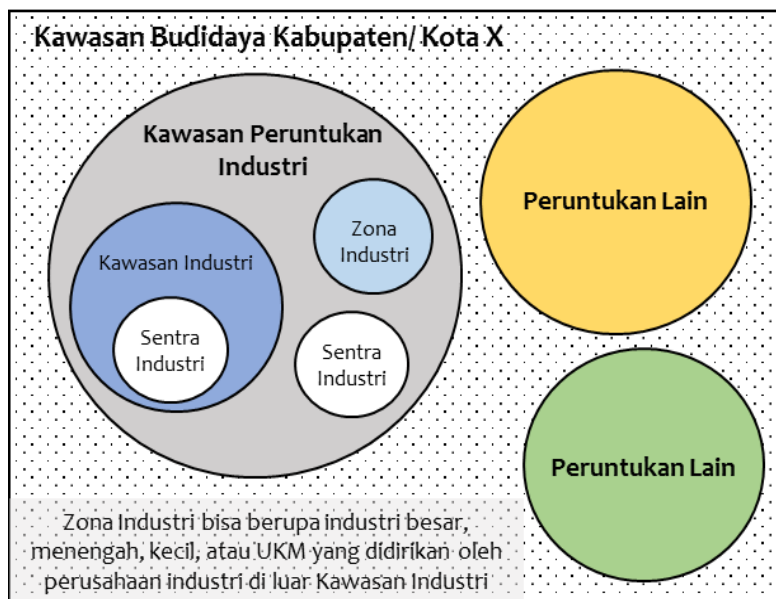 Kawasan Budidaya Kabupaten/ Kota X
Kawasan Peruntukan
Industri
Zona
Industri
Kawasan Industri
Sentra
Industri
Sentra
Industri
Peruntukan Lain
Peruntukan Lain
Zona Industri bisa berupa industri besar,
menengah, kecil, atau UKM yang didirikan oleh
perusahaan industri di luar Kawasan Industri